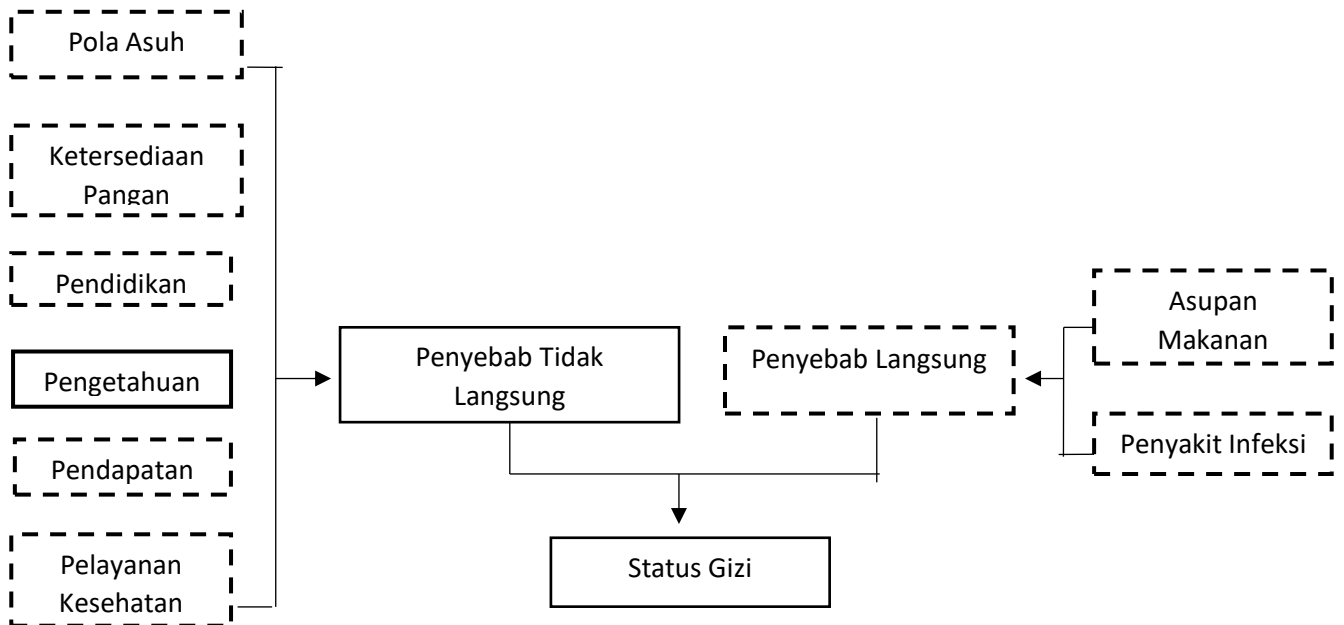 Pola Asuh
Ketersediaan
Pangan
Pendidikan
Pengetahuan
Pendapatan
Pelayanan
Kesehatan
Penyebab Tidak
Langsung
Penyebab Langsung
Asupan
Makanan
Penyakit Infeksi
Status Gizi